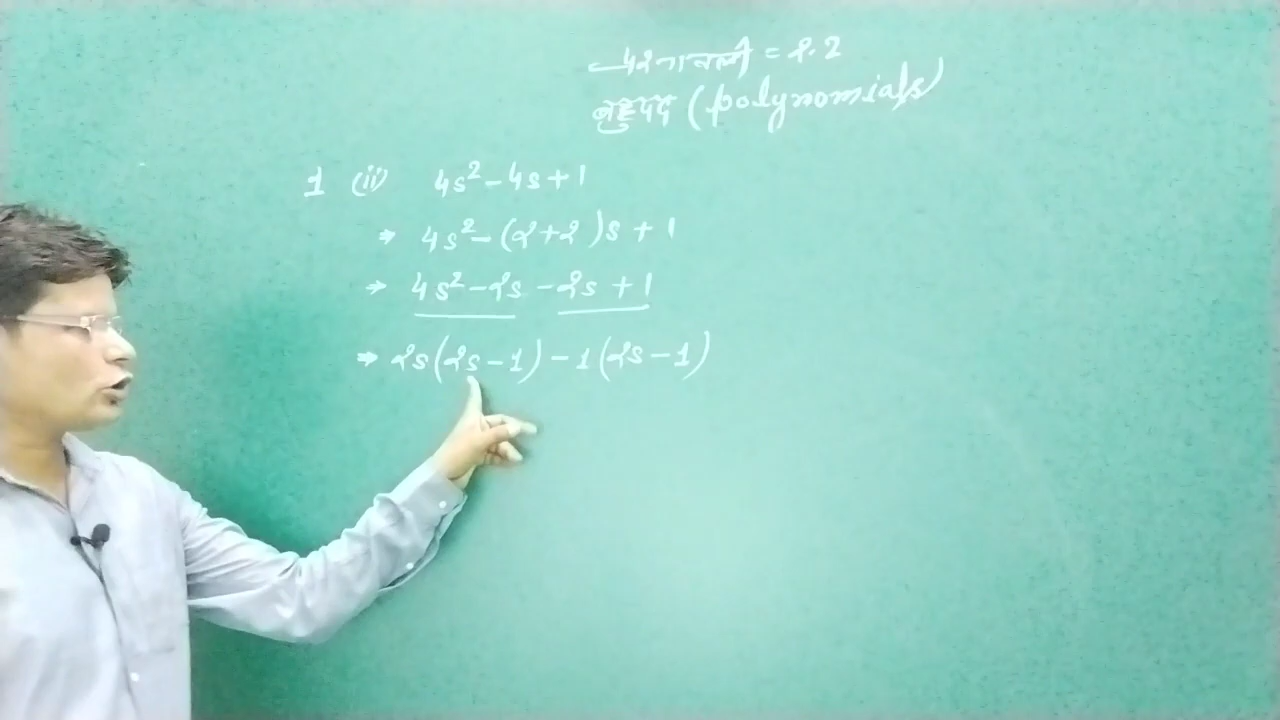 प्रश्नावली = 2.2
बहुपद (polynomials)
1 (ii) 4s² - 4s + 1
⇒ 4s² - (2+2)s + 1
⇒ 4s² - 2s - 2s + 1
⇒ 2s(2s - 1) - 1(2s - 1)